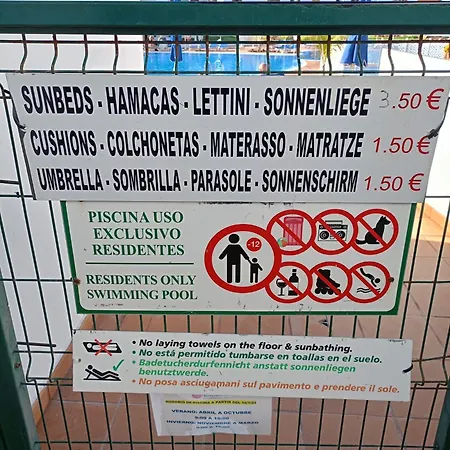 SUNBEDS - HAMACAS - LETTINI - SONNENLIEGE 3.50 €
CUSHIONS - COLCHONETAS - MATERASSO - MATRATZE 1.50 €
UMBRELLA - SOMBRILLA - PARASOLE - SONNENSCHIRM 1.50 €
PISCINA USO
EXCLUSIVO
RESIDENTES
RESIDENTS ONLY
SWIMMING POOL
-12
• No laying towels on the floor & sunbathing.
• No está permitido tumbarse en toallas en el suelo.
• Badetucherdurfennicht anstatt sonnenliegen
benutztwerde.
• No posa asciugamani sul pavimento e prendere il sole.
VERANO: ABRIL A OCTUBRE
INVIERNO: NOVIEMBRE A MARZO